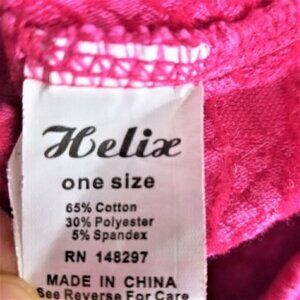 Helix
one size
65% Cotton
30% Polyester
5% Spandex
RN 148297
MADE IN CHINA
See Reverse For Care